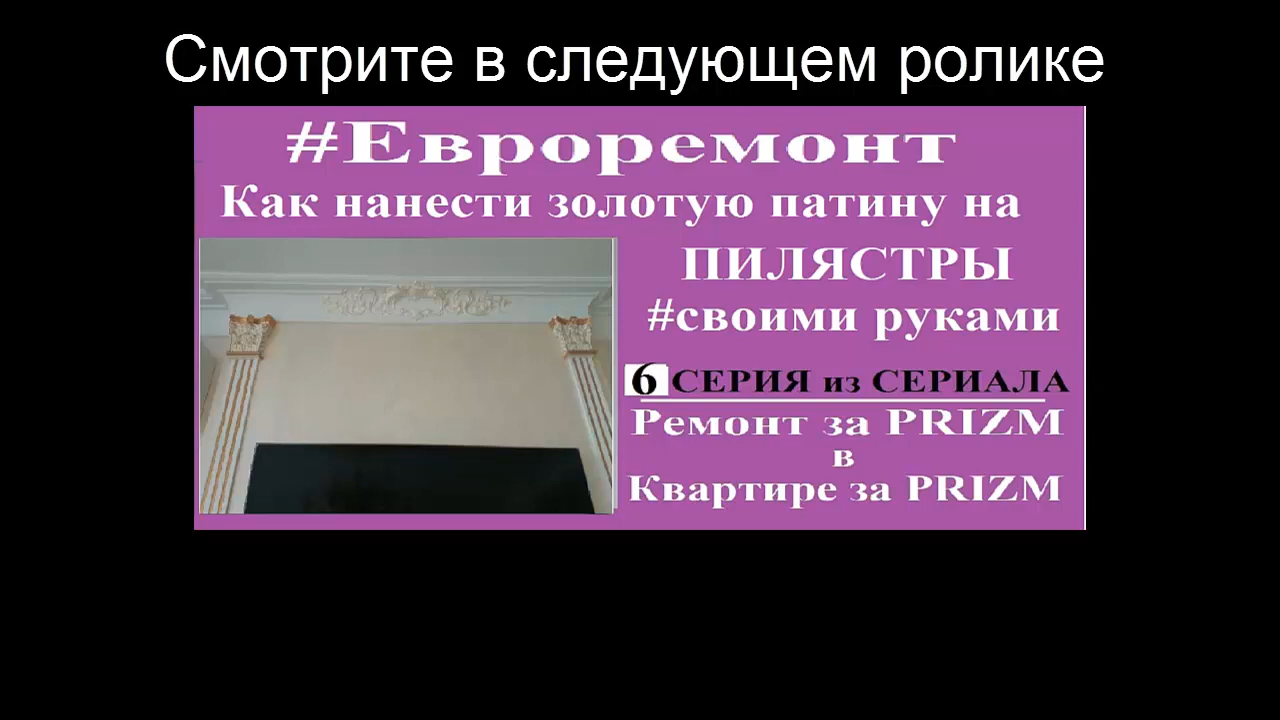 Смотрите в следующем ролике
#Евроремонт
Как нанести золотую патину на
ПИЛЯСТРЫ
#своими руками
6 СЕРИЯ из СЕРИАЛА
Ремонт за PRIZM
в
Квартире за PRIZM